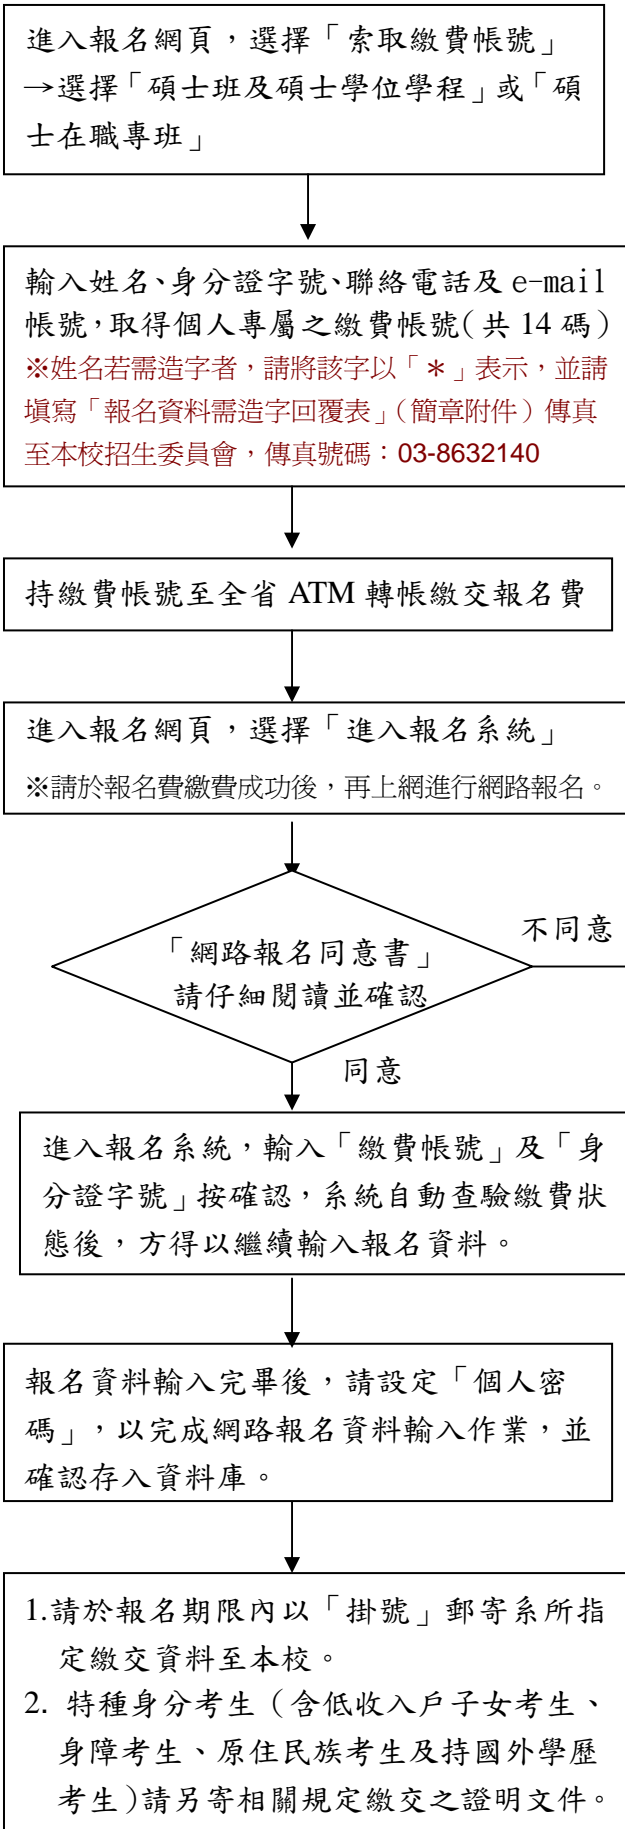 進入報名網頁，選擇「索取繳費帳號」
→選擇「碩士班及碩士學位學程」或「碩
士在職專班」
輸入姓名、身分證字號、聯絡電話及 e-mail
帳號，取得個人專屬之繳費帳號(共 14 碼)
※姓名若需造字者，請將該字以「＊」表示，並請
填寫「報名資料需造字回覆表」(簡章附件) 傳真
至本校招生委員會，傳真號碼：03-8632140
持繳費帳號至全省 ATM 轉帳繳交報名費
進入報名網頁，選擇「進入報名系統」
※請於報名費繳費成功後，再上網進行網路報名。
不同意
「網路報名同意書」
請仔細閱讀並確認
同意
進入報名系統，輸入「繳費帳號」及「身
分證字號」按確認，系統自動查驗繳費狀
態後，方得以繼續輸入報名資料。
報名資料輸入完畢後，請設定「個人密
碼」，以完成網路報名資料輸入作業，並
確認存入資料庫。
1.請於報名期限內以「掛號」郵寄系所指
定繳交資料至本校。
2. 特種身分考生（含低收入戶子女考生、
身障考生、原住民族考生及持國外學歷
考生)請另寄相關規定繳交之證明文件。